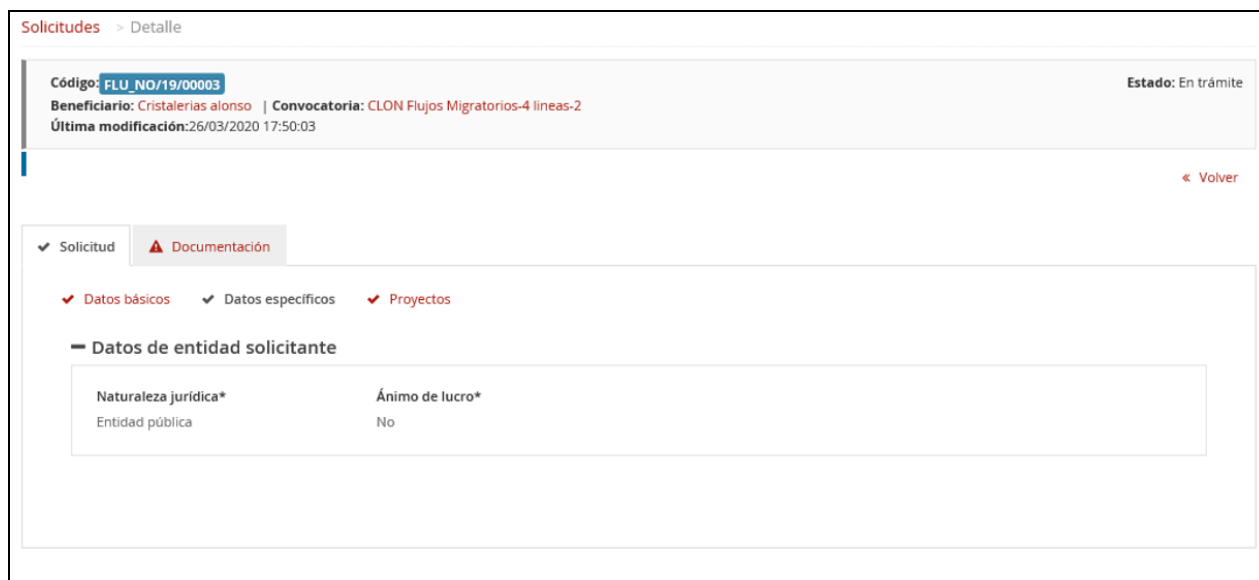 Solicitudes > Detalle
Código: FLU_NO/19/00003 Estado: En trámite
Beneficiario: Cristalerias alonso | Convocatoria: CLON Flujos Migratorios-4 lineas-2
Última modificación:26/03/2020 17:50:03
« Volver
Solicitud Documentación
Datos básicos Datos específicos Proyectos
Datos de entidad solicitante
Naturaleza jurídica* Ánimo de lucro*
Entidad pública No